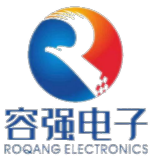 容强电子
ROQANG ELECTRONICS